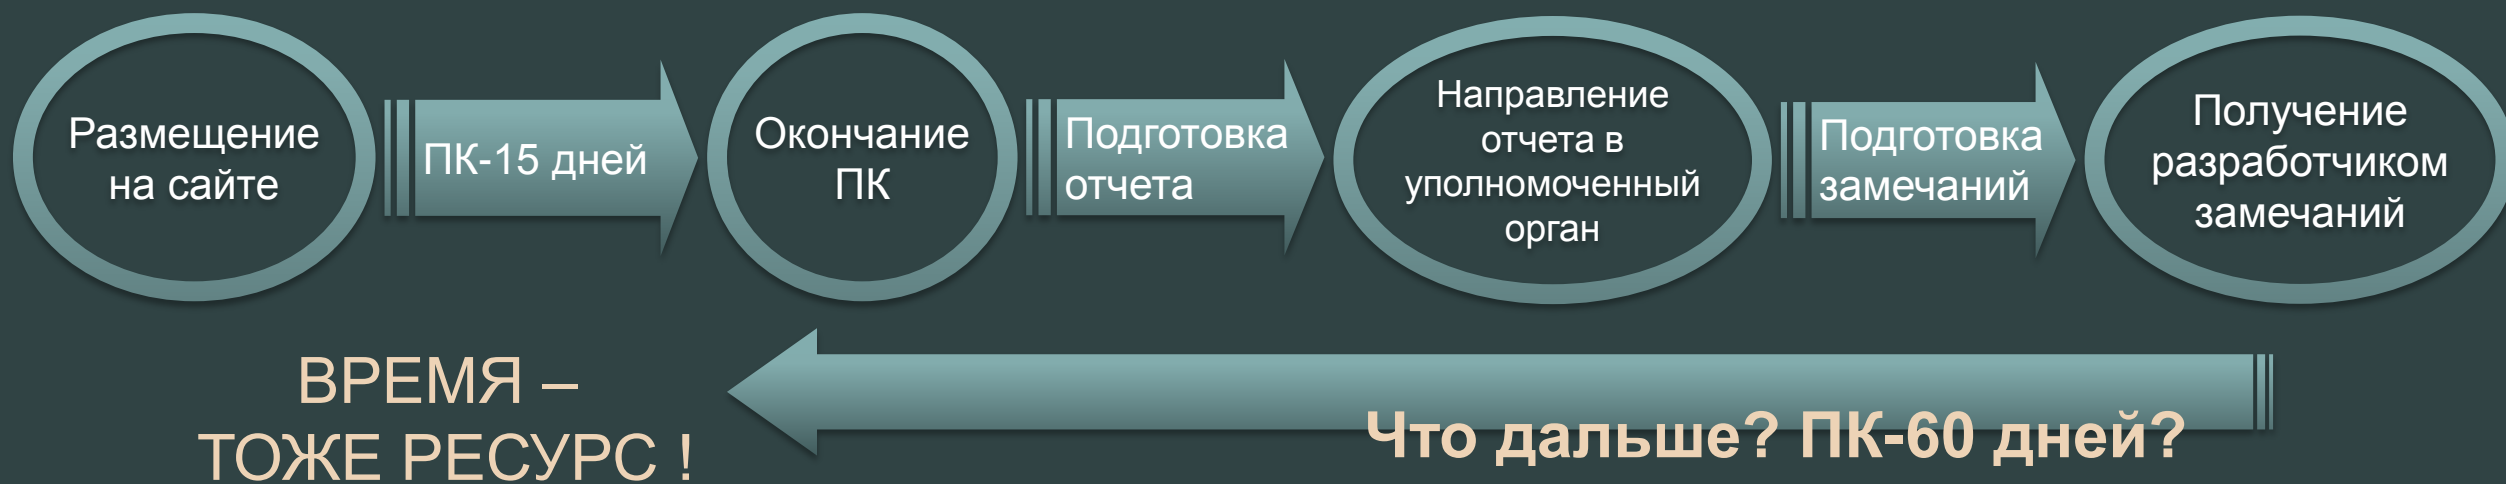 Размещение
на сайте
ПК-15 дней
Окончание
ПК
Подготовка
отчета
Направление
отчета в
уполномоченный
орган
Подготовка
замечаний
Получение
разработчиком
замечаний
ВРЕМЯ –
ТОЖЕ РЕСУРС !
Что дальше? ПК-60 дней?